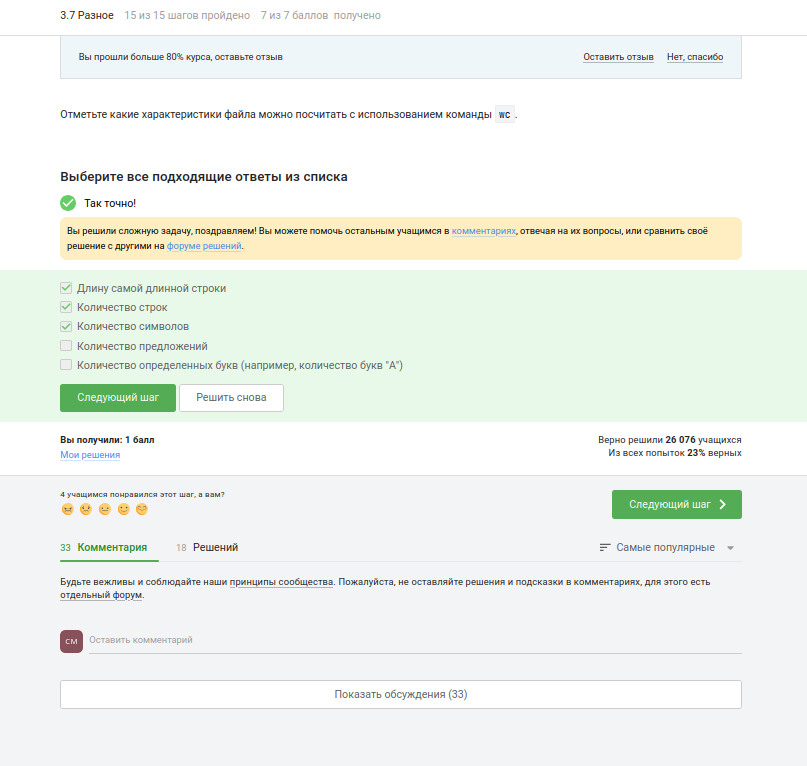 3.7 Разное 15 из 15 шагов пройдено 7 из 7 баллов получено
Вы прошли больше 80% курса, оставьте отзыв Оставить отзыв Нет, спасибо
Отметьте какие характеристики файла можно посчитать с использованием команды wc.
Выберите все подходящие ответы из списка
Так точно!
Вы решили сложную задачу, поздравляем! Вы можете помочь остальным учащимся в комментариях, отвечая на их вопросы, или сравнить своё
решение с другими на форуме решений.
Длину самой длинной строки
Количество строк
Количество символов
Количество предложений
Количество определенных букв (например, количество букв "A")
Следующий шаг Решить снова
Вы получили: 1 балл Верно решили 26 076 учащихся
Мои решения Из всех попыток 23% верных
4 учащимся понравился этот шаг, а вам?
Следующий шаг
33 Комментария 18 Решений Самые популярные
Будьте вежливы и соблюдайте наши принципы сообщества. Пожалуйста, не оставляйте решения и подсказки в комментариях, для этого есть
отдельный форум.
СМ Оставить комментарий
Показать обсуждения (33)